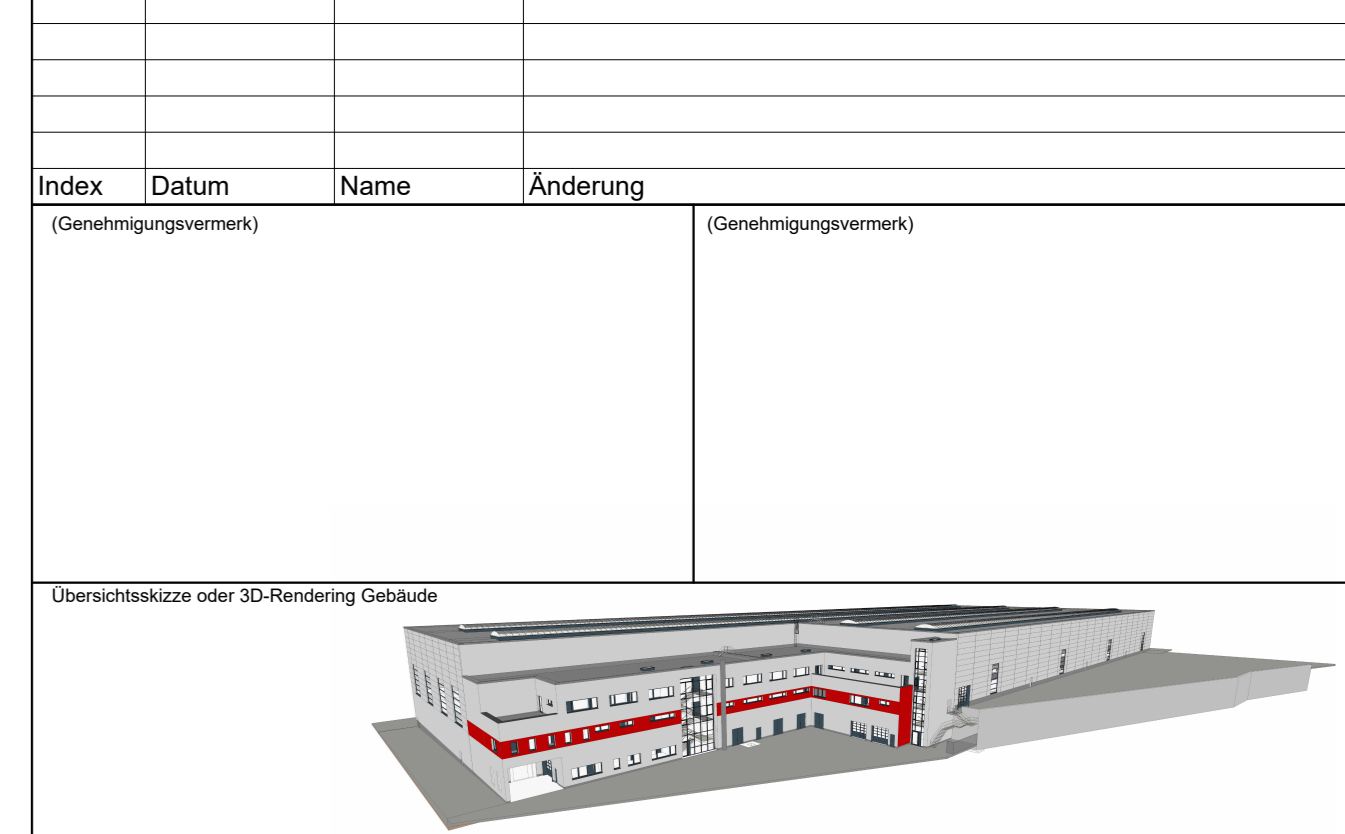 Index Datum Name Änderung
(Genehmigungsvermerk) (Genehmigungsvermerk)
Übersichtsskizze oder 3D-Rendering Gebäude